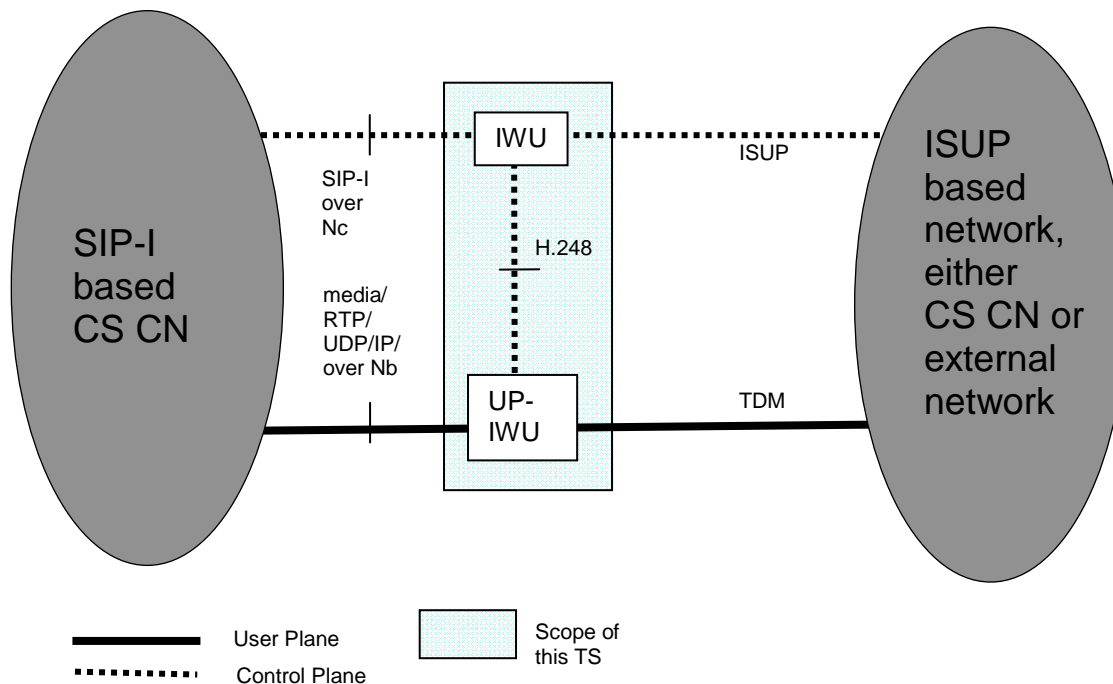 SIP-I
based
CS CN
SIP-I
over
Nc
media/
RTP/
UDP/IP/
over Nb
IWU
H.248
UP-
IWU
ISUP
TDM
ISUP
based
network,
either
CS CN or
external
network
User Plane
Control Plane
Scope of
this TS